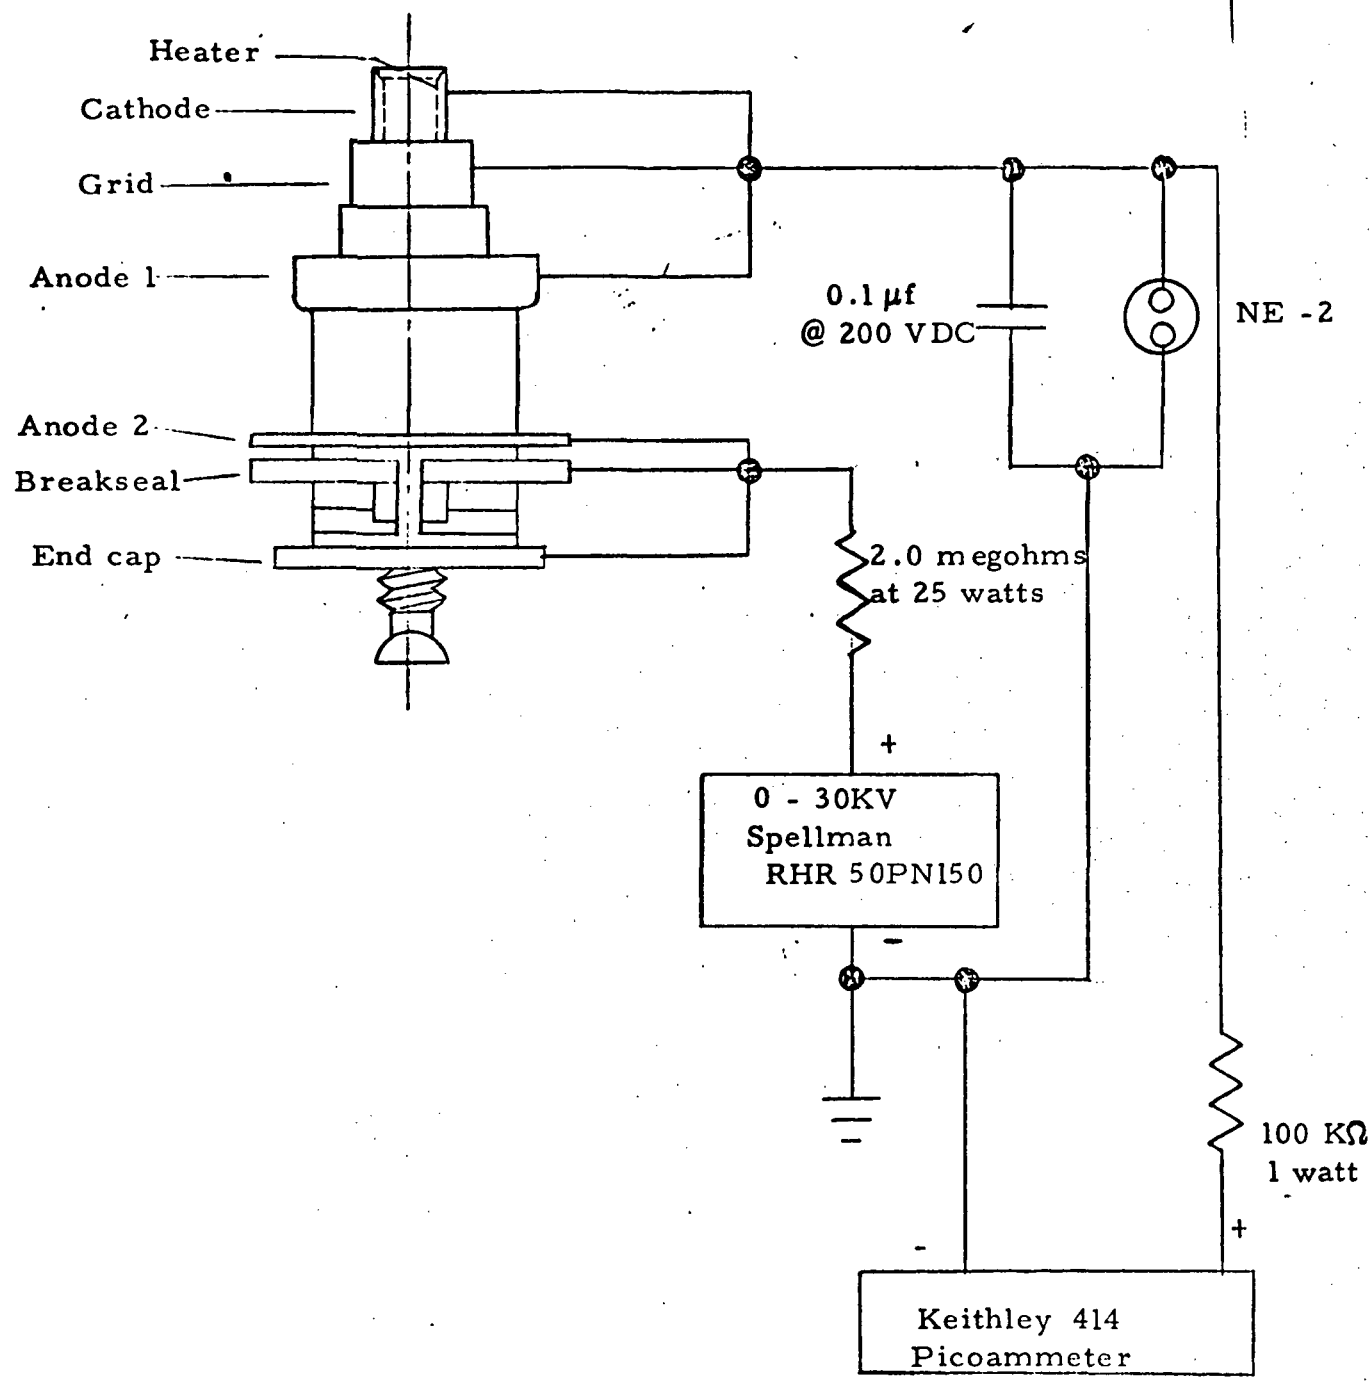 Heater
Cathode
Grid
Anode 1
Anode 2
Breakseal
End cap
0.1 µf
@ 200 VDC
NE -2
2.0 megohms
at 25 watts
+
0 - 30KV
Spellman
RHR 50PN150
-
100 KΩ
1 watt
-
+
Keithley 414
Picoammeter